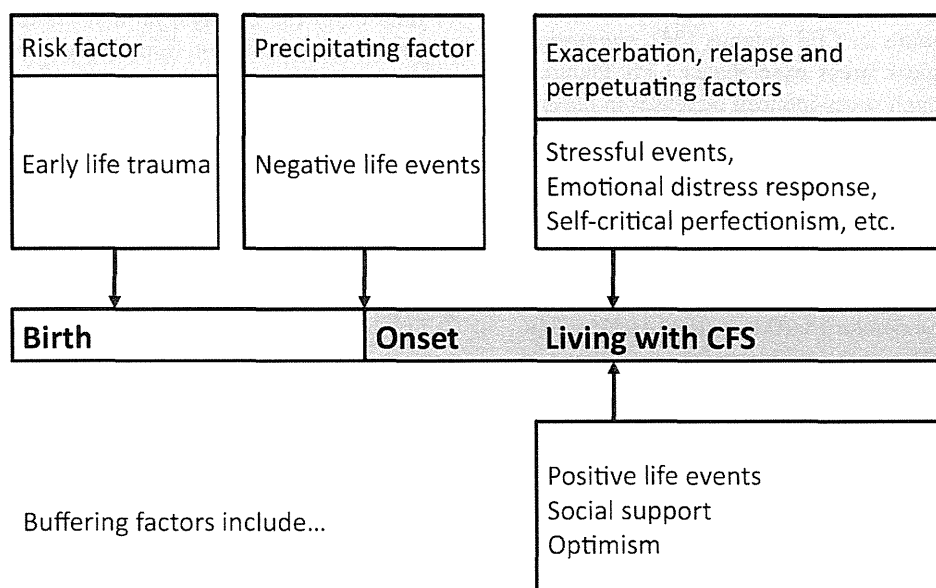 Risk factor
Early life trauma
Precipitating factor
Negative life events
Exacerbation, relapse and
perpetuating factors
Stressful events,
Emotional distress response,
Self-critical perfectionism, etc.
Birth
Onset
Living with CFS
Buffering factors include...
Positive life events
Social support
Optimism